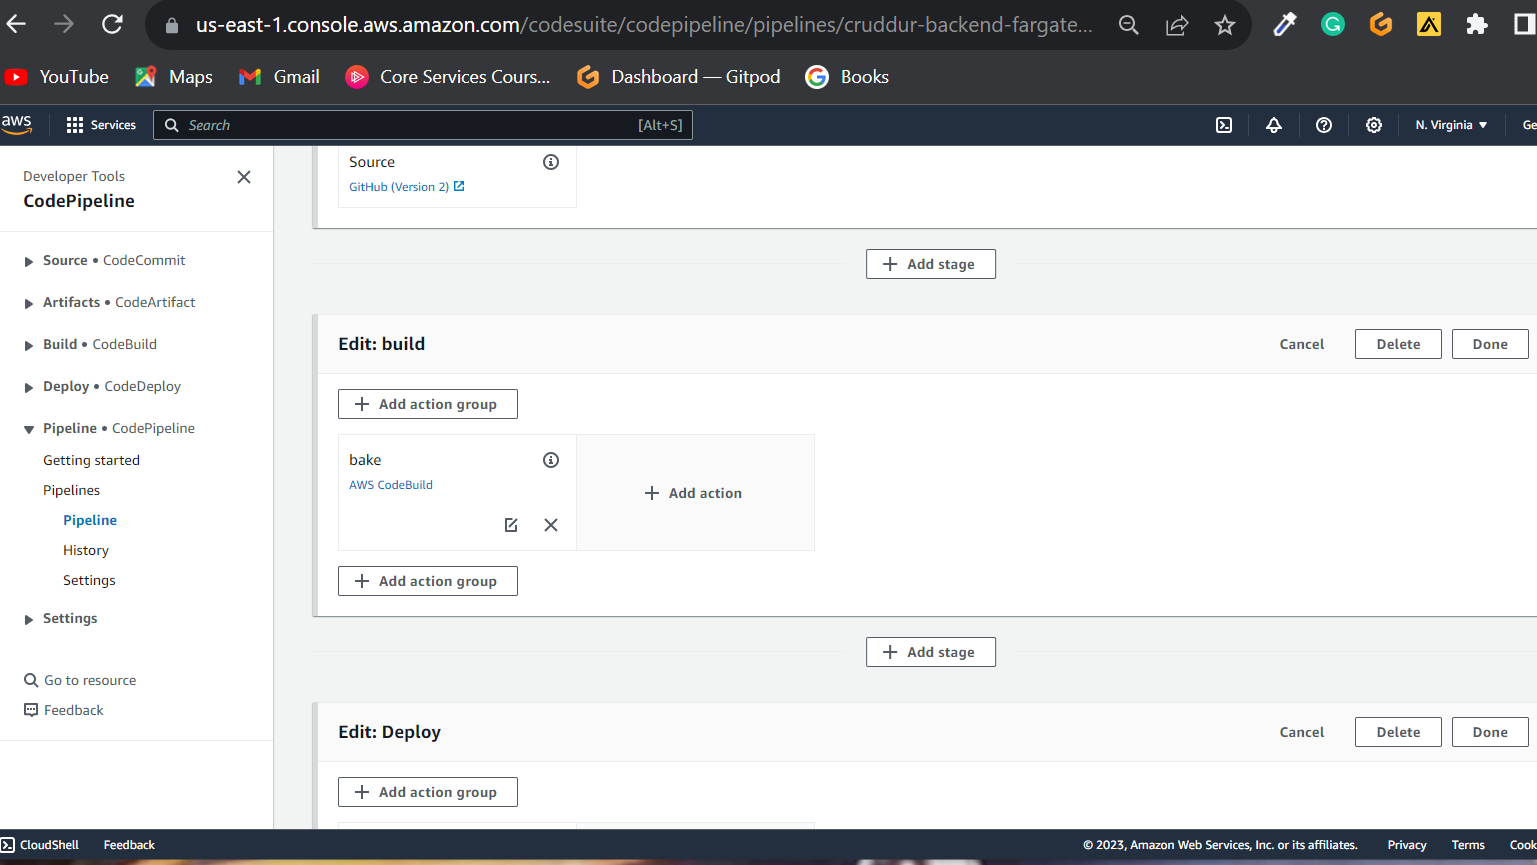 us-east-1.console.aws.amazon.com/codesuite/codepipeline/pipelines/cruddur-backend-fargate...
YouTube Maps Gmail Core Services Cours... Dashboard — Gitpod Books
aws Services Search [Alt+S] N. Virginia Ge
Developer Tools
CodePipeline
Source • CodeCommit
Artifacts • CodeArtifact
Build • CodeBuild
Deploy • CodeDeploy
Pipeline • CodePipeline
Getting started
Pipelines
Pipeline
History
Settings
Settings
Go to resource
Feedback
Source
GitHub (Version 2)
Add stage
Edit: build Cancel Delete Done
Add action group
bake
AWS CodeBuild
Add action
Add action group
Add stage
Edit: Deploy Cancel Delete Done
Add action group
CloudShell Feedback © 2023, Amazon Web Services, Inc. or its affiliates. Privacy Terms Cook